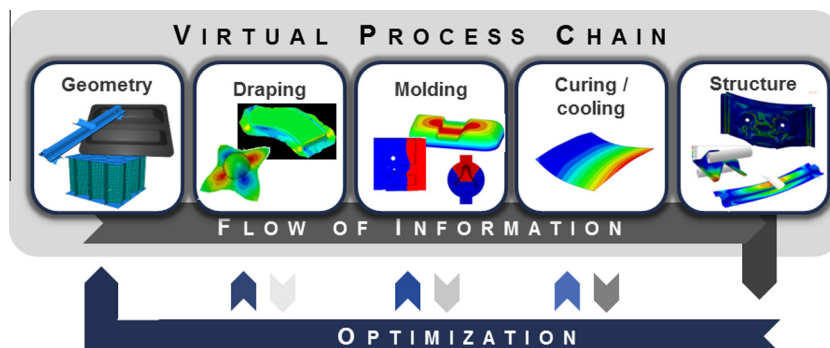 VIRTUAL PROCESS CHAIN
Geometry
Draping
Molding
Curing /
cooling
Structure
FLOW OF INFORMATION
OPTIMIZATION